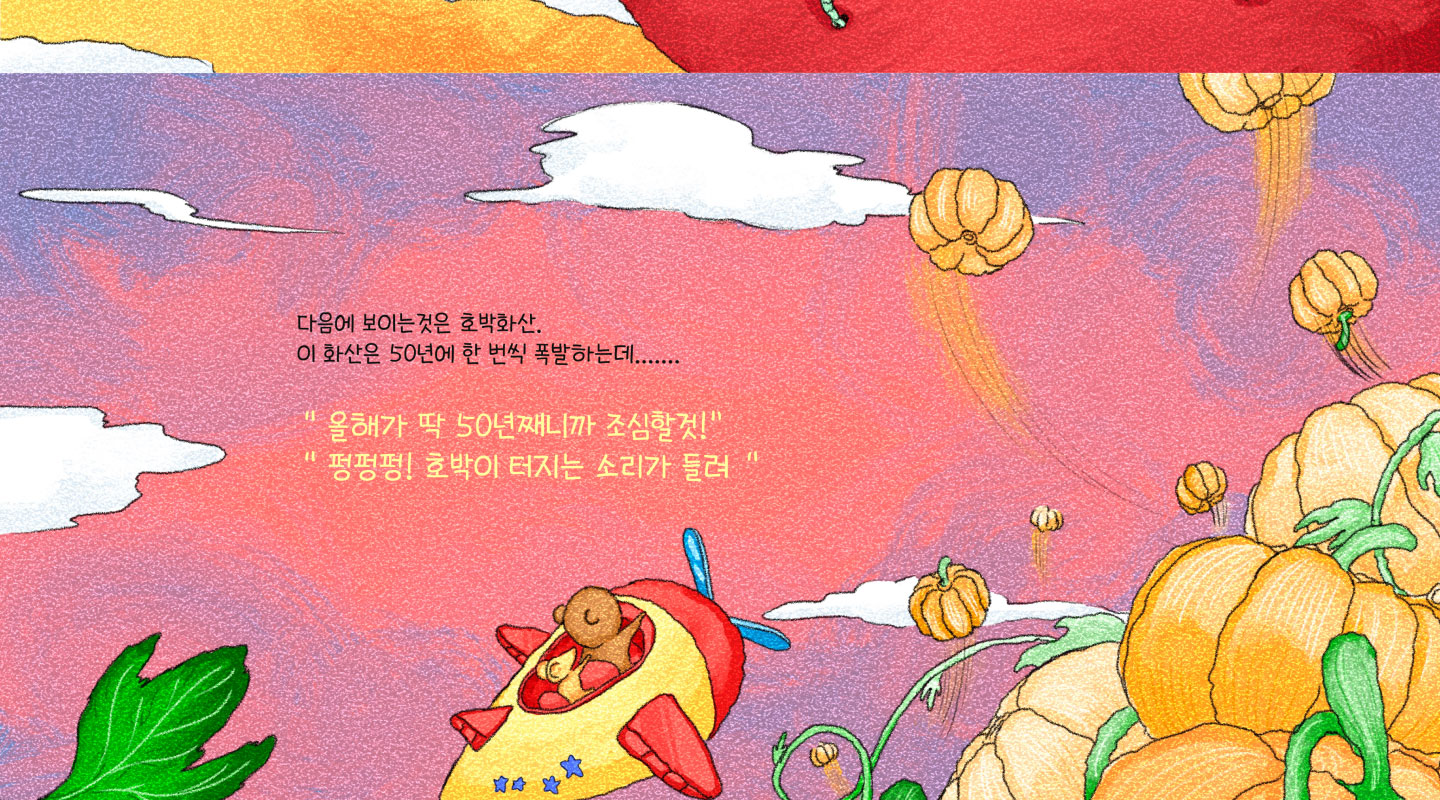 다음에 보이는것은 호박화산.
이 화산은 50년에 한 번씩 폭발하는데.......
" 올해가 딱 50년째니까 조심할것!"
" 펑펑펑! 호박이 터지는 소리가 들려 "